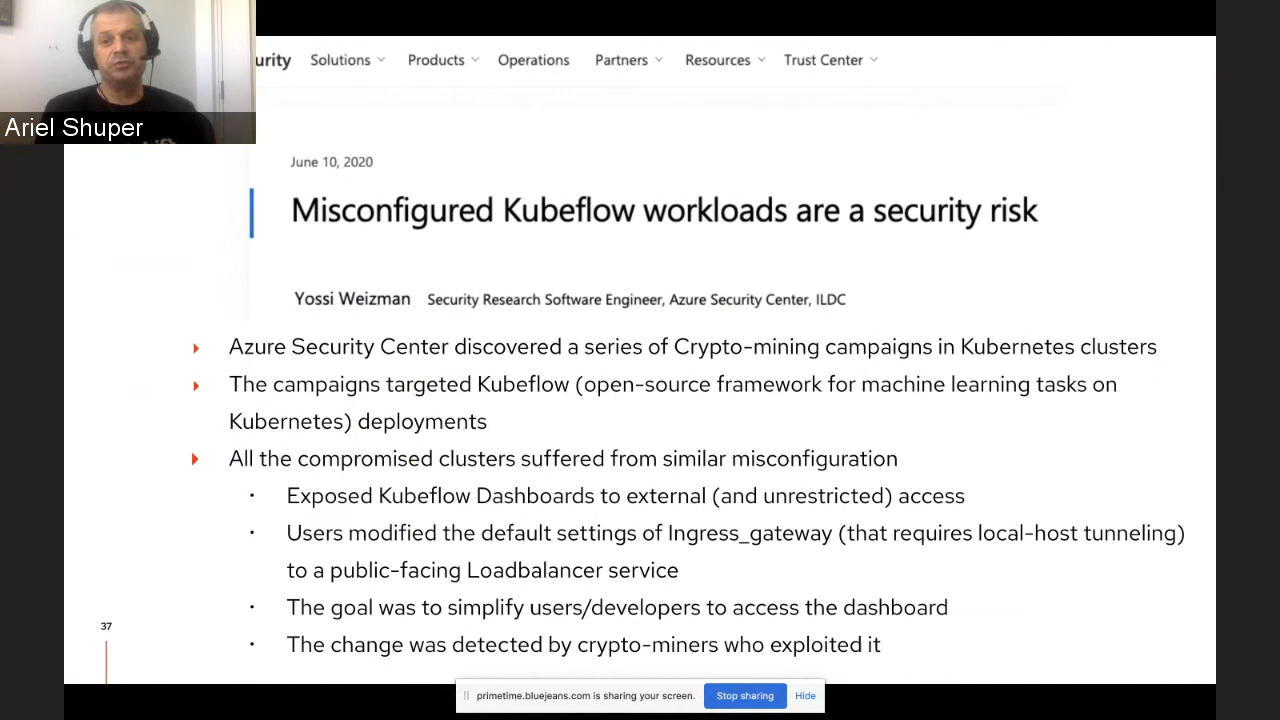 Ariel Shuper
urity Solutions Products Operations Partners Resources Trust Center
June 10, 2020
Misconfigured Kubeflow workloads are a security risk
Yossi Weizman Security Research Software Engineer, Azure Security Center, ILDC
Azure Security Center discovered a series of Crypto-mining campaigns in Kubernetes clusters
The campaigns targeted Kubeflow (open-source framework for machine learning tasks on
Kubernetes) deployments
All the compromised clusters suffered from similar misconfiguration
· Exposed Kubeflow Dashboards to external (and unrestricted) access
· Users modified the default settings of Ingress_gateway (that requires local-host tunneling)
to a public-facing Loadbalancer service
· The goal was to simplify users/developers to access the dashboard
· The change was detected by crypto-miners who exploited it
37
primetime.bluejeans.com is sharing your screen. Stop sharing Hide